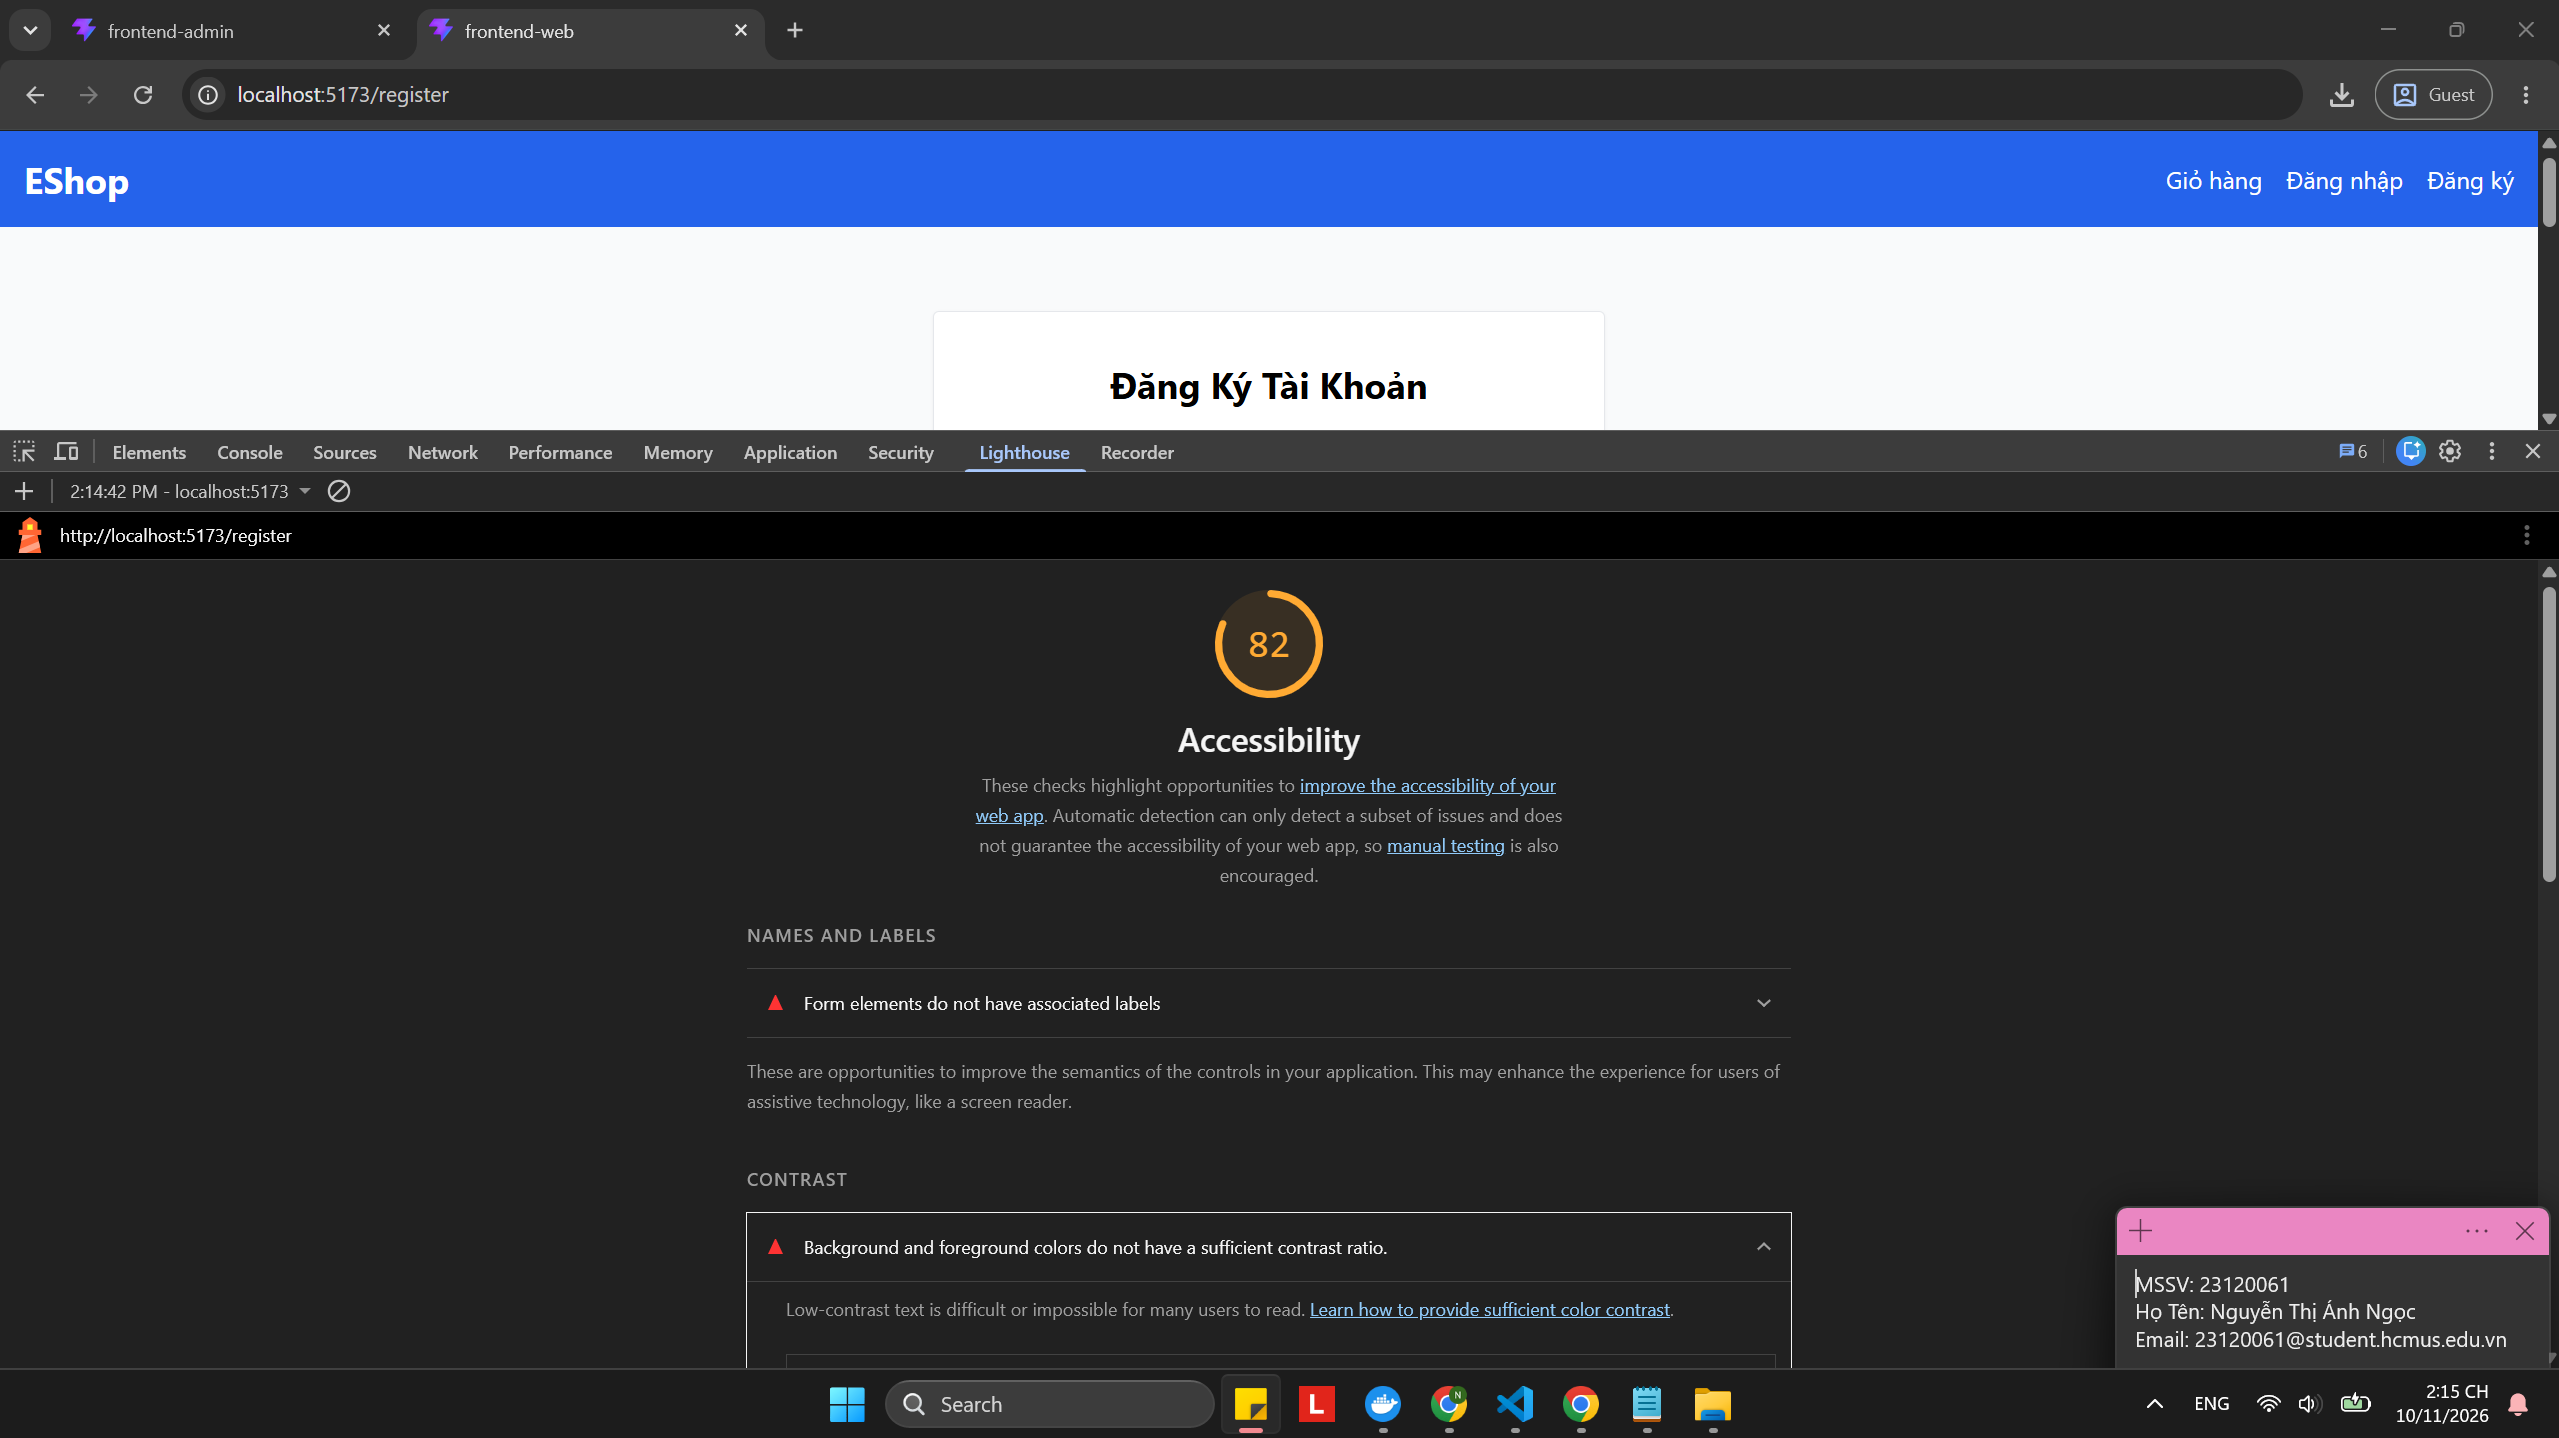 frontend-admin
frontend-web
localhost:5173/register
Guest
EShop
Giỏ hàng
Đăng nhập
Đăng ký
Đăng Ký Tài Khoản
Elements
Console
Sources
Network
Performance
Memory
Application
Security
Lighthouse
Recorder
6
2:14:42 PM - localhost:5173
http://localhost:5173/register
82
Accessibility
These checks highlight opportunities to improve the accessibility of your
web app. Automatic detection can only detect a subset of issues and does
not guarantee the accessibility of your web app, so manual testing is also
encouraged.
NAMES AND LABELS
Form elements do not have associated labels
These are opportunities to improve the semantics of the controls in your application. This may enhance the experience for users of
assistive technology, like a screen reader.
CONTRAST
Background and foreground colors do not have a sufficient contrast ratio.
Low-contrast text is difficult or impossible for many users to read. Learn how to provide sufficient color contrast.
MSSV: 23120061
Họ Tên: Nguyễn Thị Ánh Ngọc
Email: 23120061@student.hcmus.edu.vn
Search
L
N
ENG
2:15 CH
10/11/2026